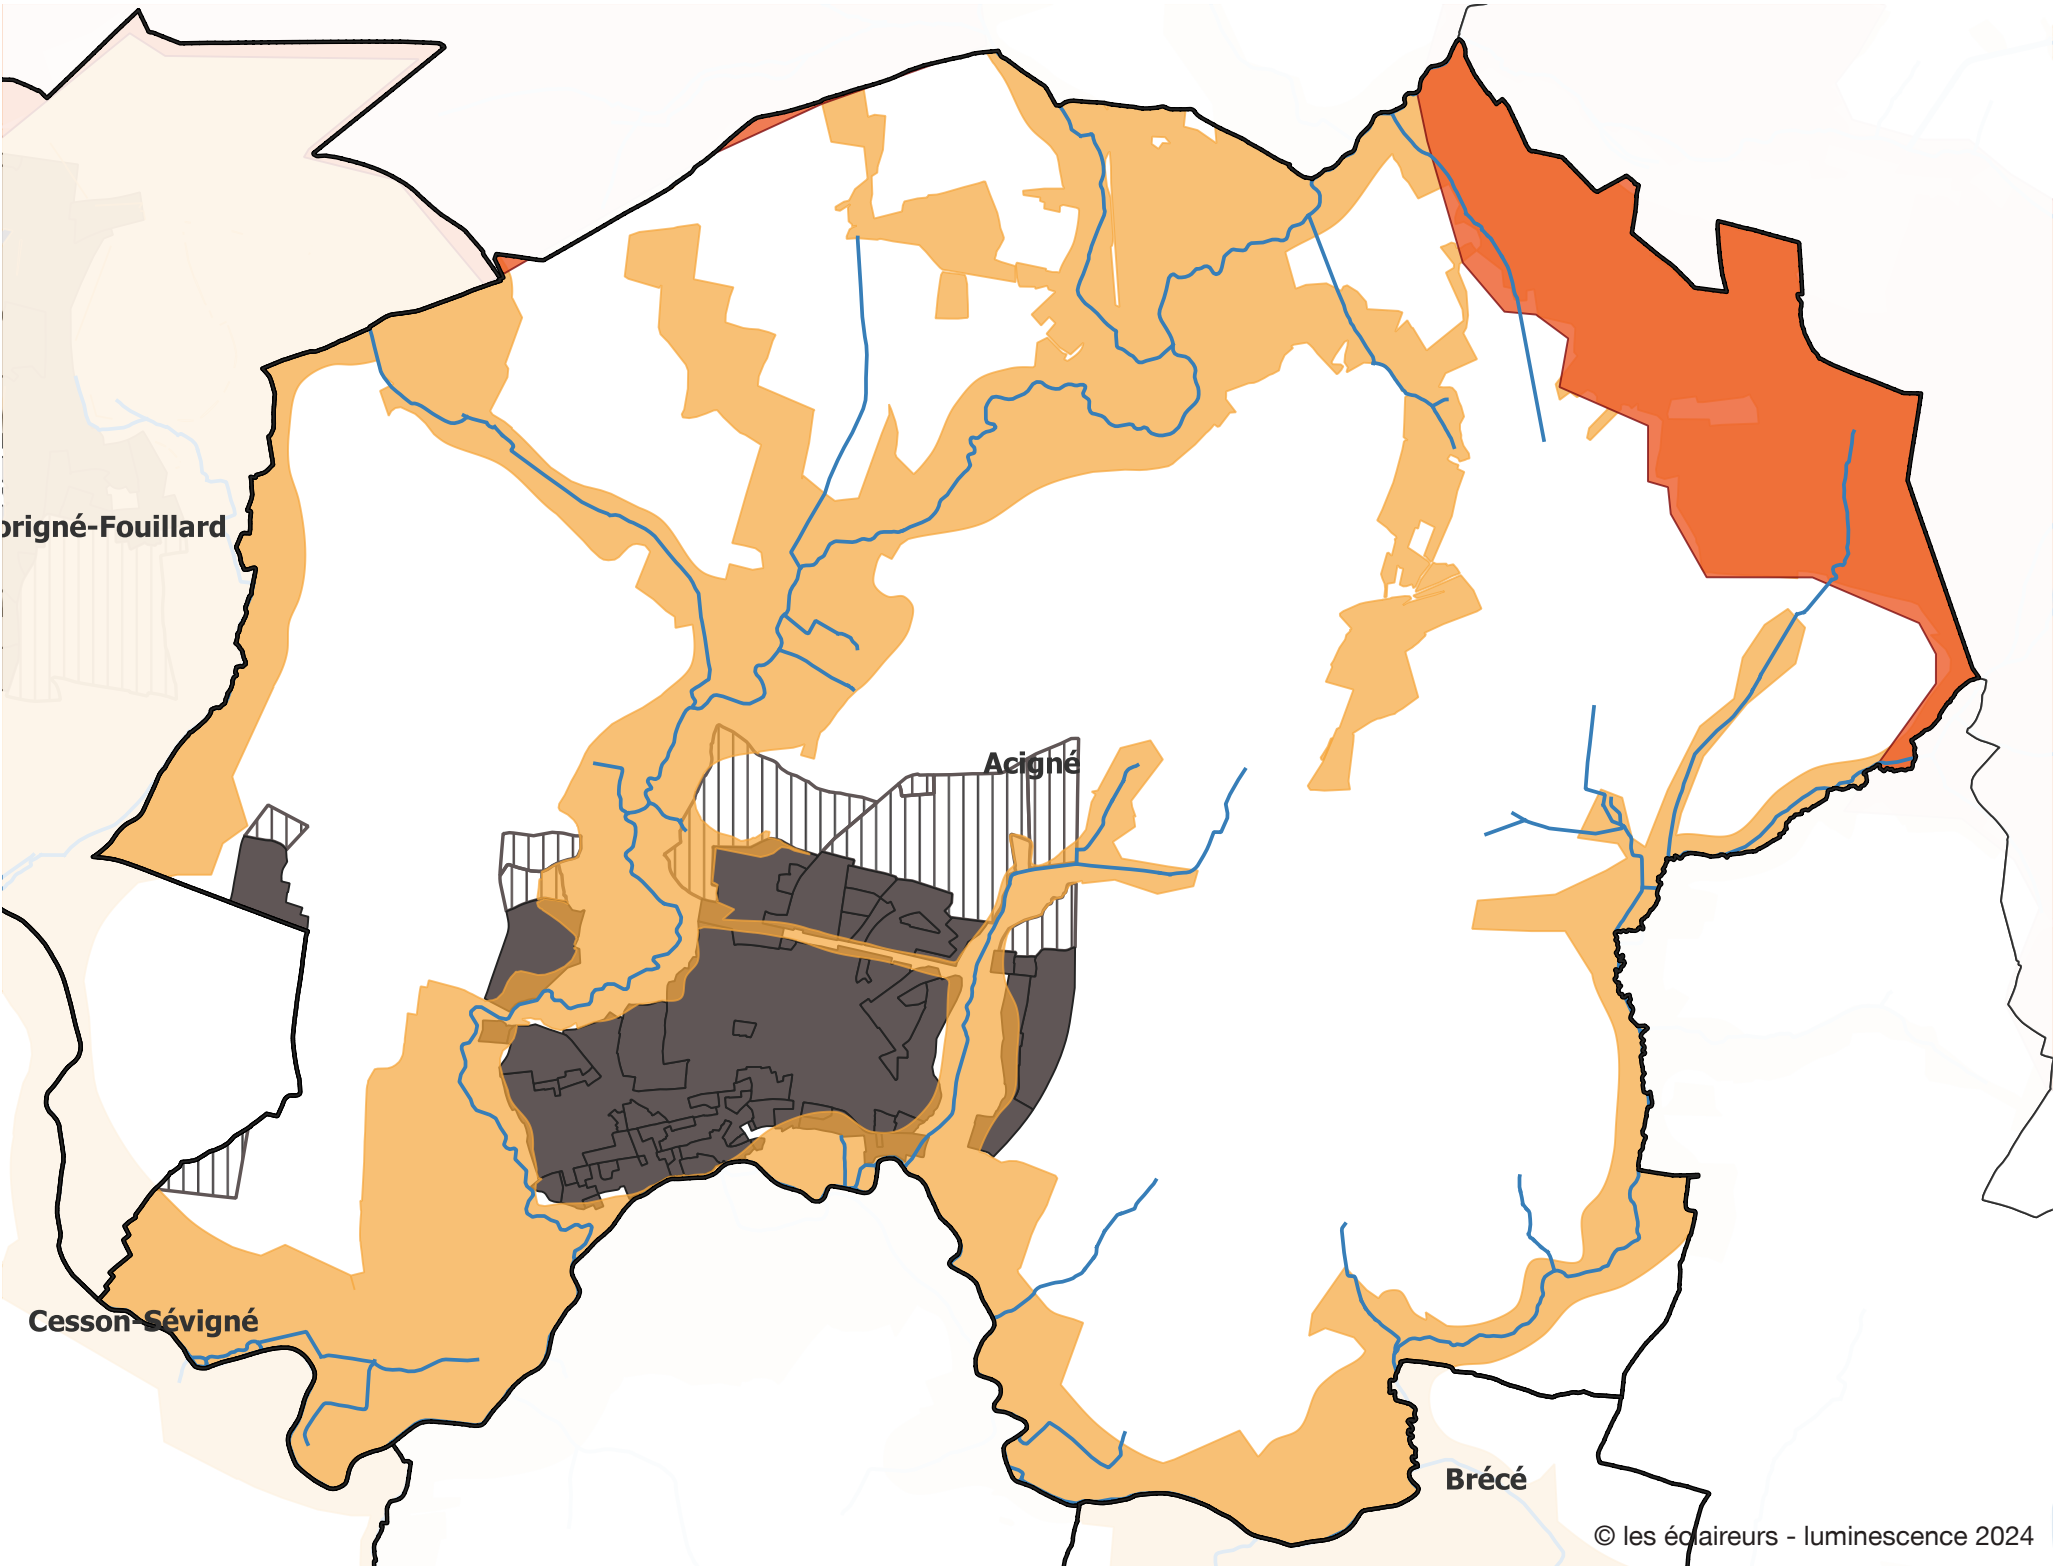 Acigné
origné-Fouillard
Cesson-Sévigné
Brécé
© les éclaireurs - luminescence 2024